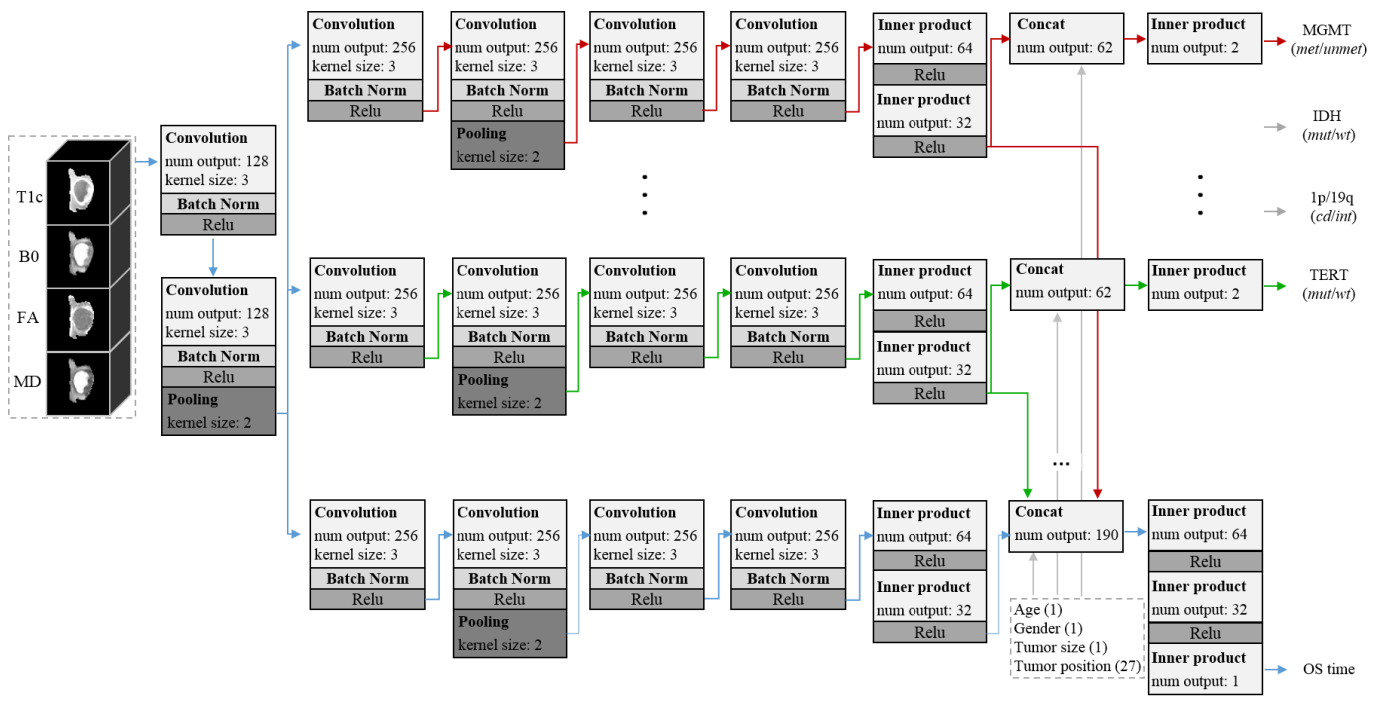 T1c
B0
FA
MD
Convolution
num output: 128
kernel size: 3
Batch Norm
Relu
Convolution
num output: 128
kernel size: 3
Batch Norm
Relu
Pooling
kernel size: 2
Convolution
num output: 256
kernel size: 3
Batch Norm
Relu
Convolution
num output: 256
kernel size: 3
Batch Norm
Relu
Pooling
kernel size: 2
Convolution
num output: 256
kernel size: 3
Batch Norm
Relu
Convolution
num output: 256
kernel size: 3
Batch Norm
Relu
Inner product
num output: 64
Relu
Inner product
num output: 32
Relu
Concat
num output: 62
Inner product
num output: 2
MGMT
(met/unmet)
IDH
(mut/wt)
1p/19q
(cd/int)
Convolution
num output: 256
kernel size: 3
Batch Norm
Relu
Convolution
num output: 256
kernel size: 3
Batch Norm
Relu
Pooling
kernel size: 2
Convolution
num output: 256
kernel size: 3
Batch Norm
Relu
Convolution
num output: 256
kernel size: 3
Batch Norm
Relu
Inner product
num output: 64
Relu
Inner product
num output: 32
Relu
Concat
num output: 62
Inner product
num output: 2
TERT
(mut/wt)
...
Convolution
num output: 256
kernel size: 3
Batch Norm
Relu
Convolution
num output: 256
kernel size: 3
Batch Norm
Relu
Pooling
kernel size: 2
Convolution
num output: 256
kernel size: 3
Batch Norm
Relu
Convolution
num output: 256
kernel size: 3
Batch Norm
Relu
Inner product
num output: 64
Relu
Inner product
num output: 32
Relu
Concat
num output: 190
Age (1)
Gender (1)
Tumor size (1)
Tumor position (27)
Inner product
num output: 64
Relu
Inner product
num output: 32
Relu
Inner product
num output: 1
OS time